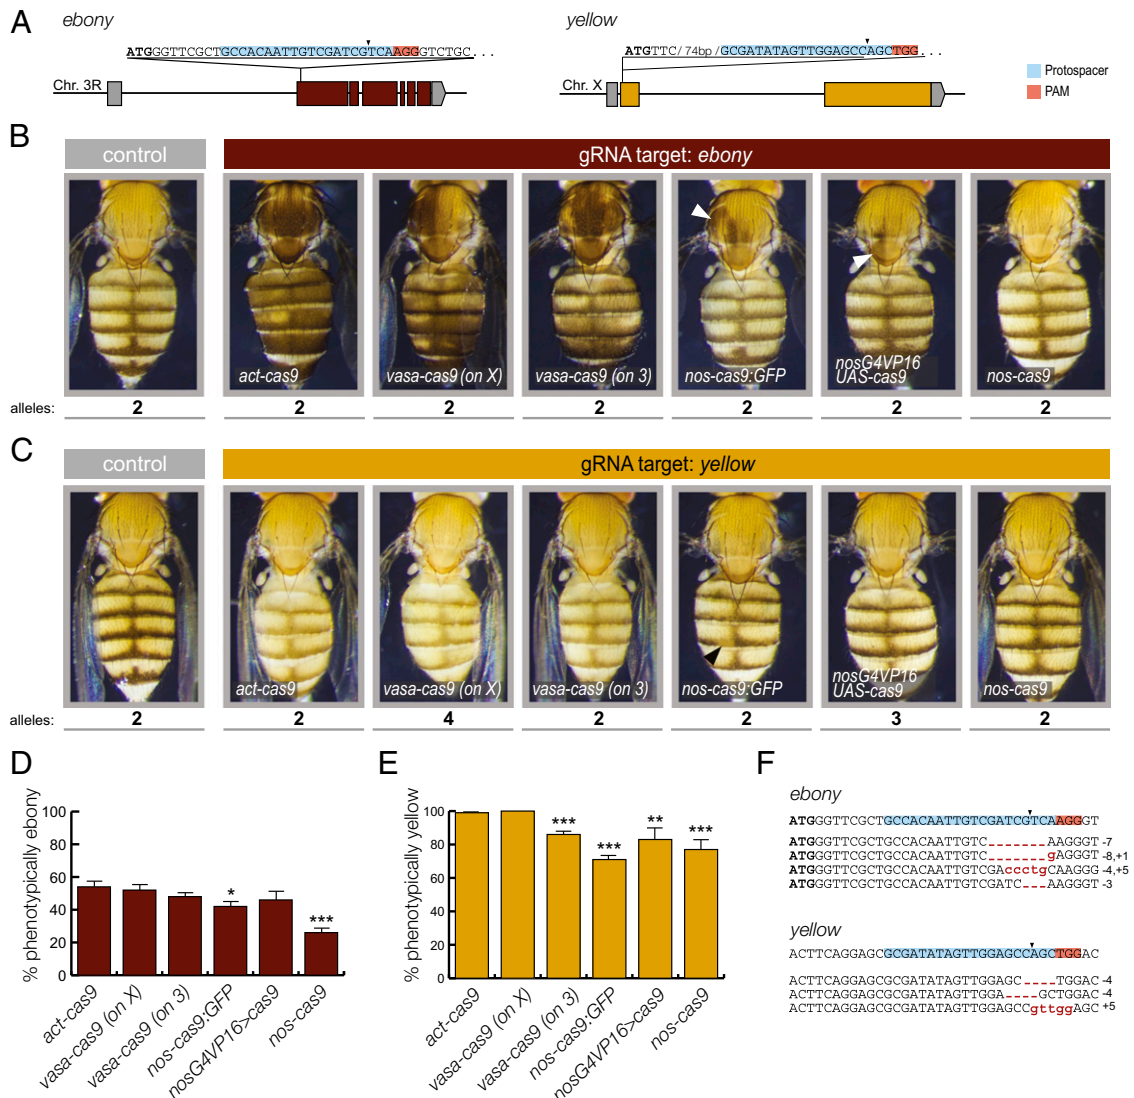 A
ebony
ATGGGTTCGCTGCCACAATTGTCGATCGTCAAGGGTCTGC...
Chr. 3R
yellow
ATGTTC/ 74bp /GCGATATAGTTGGAGCCAGCTGG...
Chr. X
Protospacer
PAM
B
control
gRNA target: ebony
act-cas9
vasa-cas9 (on X)
vasa-cas9 (on 3)
nos-cas9:GFP
nosG4VP16
UAS-cas9
nos-cas9
alleles: 2 2 2 2 2 2 2
C
control
gRNA target: yellow
act-cas9
vasa-cas9 (on X)
vasa-cas9 (on 3)
nos-cas9:GFP
nosG4VP16
UAS-cas9
nos-cas9
alleles: 2 2 4 2 2 3 2
D
% phenotypically ebony
100
80
60
40
20
0
*
***
act-cas9
vasa-cas9 (on X)
vasa-cas9 (on 3)
nos-cas9:GFP
nosG4VP16>cas9
nos-cas9
E
% phenotypically yellow
100
80
60
40
20
0
***
***
**
***
act-cas9
vasa-cas9 (on X)
vasa-cas9 (on 3)
nos-cas9:GFP
nosG4VP16>cas9
nos-cas9
F
ebony
ATGGGTTCGCTGCCACAATTGTCGATCGTCAAGGGT
ATGGGTTCGCTGCCACAATTGTC-------AAGGGT -7
ATGGGTTCGCTGCCACAATTGTC-------gAGGGT -8,+1
ATGGGTTCGCTGCCACAATTGTCGAccctgCAAGGG -4,+5
ATGGGTTCGCTGCCACAATTGTCGATC---AAGGGT -3
yellow
ACTTCAGGAGCGCGATATAGTTGGAGCCAGCTGGAC
ACTTCAGGAGCGCGATATAGTTGGAGC----TGGAC -4
ACTTCAGGAGCGCGATATAGTTGGA----GCTGGAC -4
ACTTCAGGAGCGCGATATAGTTGGAGCCgttggAGC +5